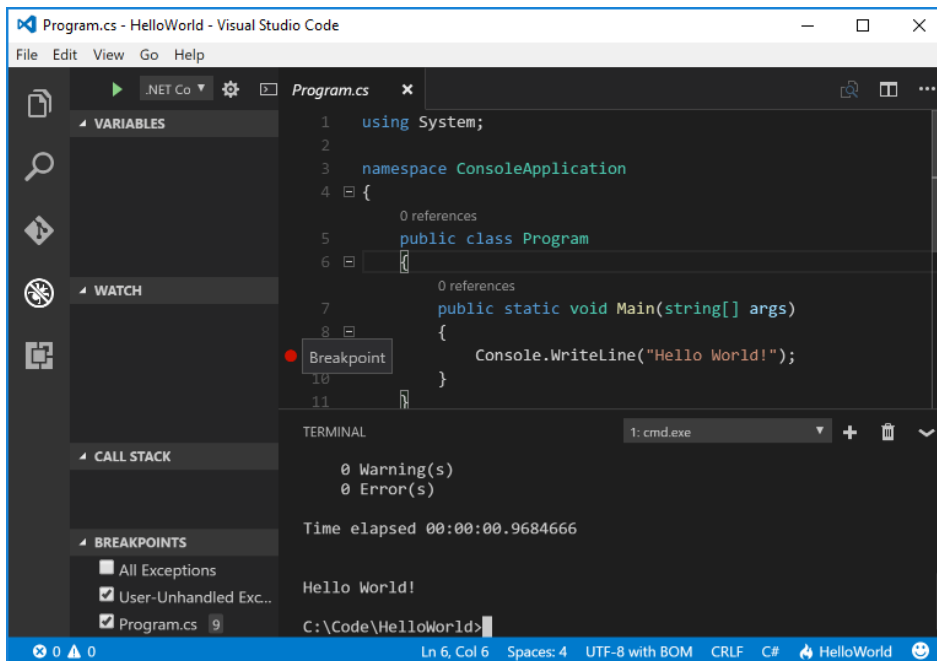 Program.cs - HelloWorld - Visual Studio Code
File Edit View Go Help
.NET Co
Program.cs
VARIABLES
WATCH
CALL STACK
BREAKPOINTS
All Exceptions
User-Unhandled Exc...
Program.cs 9
1 using System;
2
3 namespace ConsoleApplication
4 {
0 references
5 public class Program
6 {
0 references
7 public static void Main(string[] args)
8 {
Breakpoint
Console.WriteLine("Hello World!");
10 }
11 }
TERMINAL
1: cmd.exe
0 Warning(s)
0 Error(s)
Time elapsed 00:00:00.9684666
Hello World!
C:\Code\HelloWorld>
0 0 Ln 6, Col 6 Spaces: 4 UTF-8 with BOM CRLF C# HelloWorld